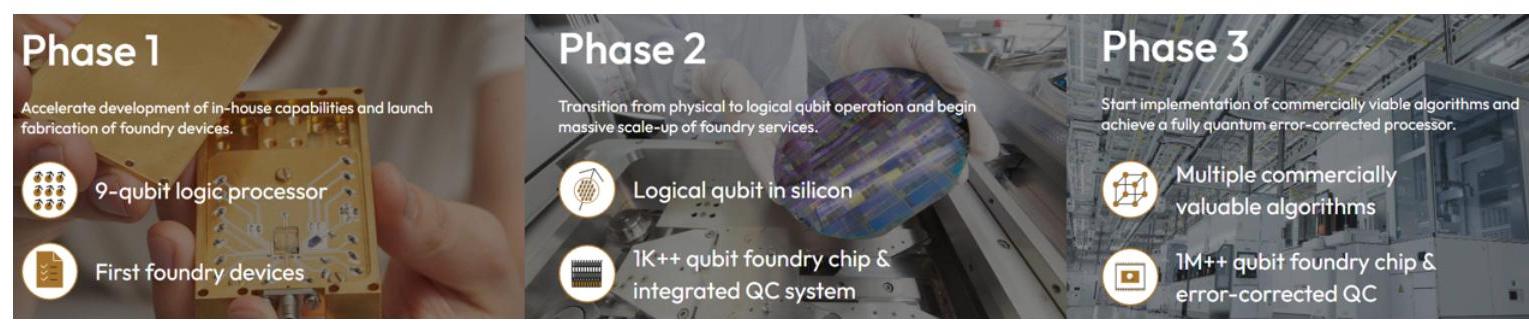 Phase 1
Accelerate development of in-house capabilities and launch
fabrication of foundry devices.
9-qubit logic processor
First foundry devices
Phase 2
Transition from physical to logical qubit operation and begin
massive scale-up of foundry services.
Logical qubit in silicon
1K++ qubit foundry chip &
integrated QC system
Phase 3
Start implementation of commercially viable algorithms and
achieve a fully quantum error-corrected processor.
Multiple commercially
valuable algorithms
1M++ qubit foundry chip &
error-corrected QC